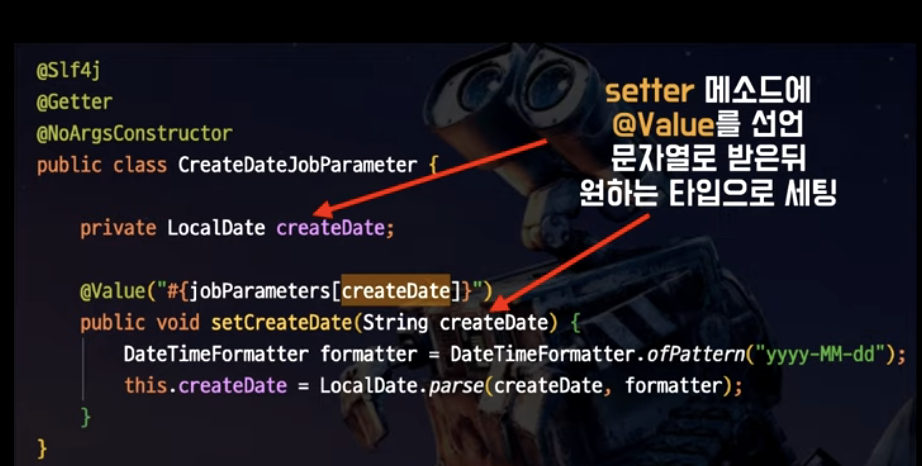 @Slf4j
@Getter
@NoArgsConstructor
public class CreateDateJobParameter {
private LocalDate createDate;
@Value("#{jobParameters[createDate]}")
public void setCreateDate(String createDate) {
DateTimeFormatter formatter = DateTimeFormatter.ofPattern("yyyy-MM-dd");
this.createDate = LocalDate.parse(createDate, formatter);
}
}
setter 메소드에
@Value를 선언
문자열로 받은뒤
원하는 타입으로 세팅